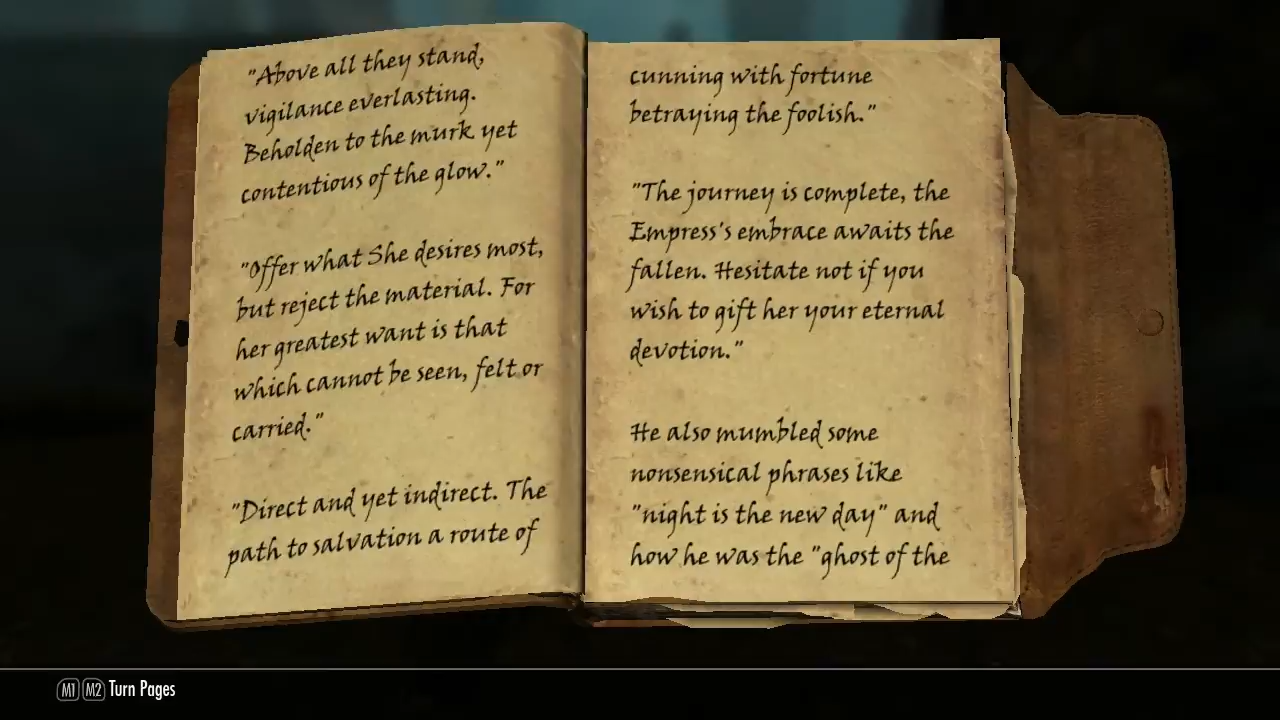 "Above all they stand,
vigilance everlasting.
Beholden to the murk yet
contentious of the glow."
"Offer what She desires most,
but reject the material. For
her greatest want is that
which cannot be seen, felt or
carried."
"Direct and yet indirect. The
path to salvation a route of
cunning with fortune
betraying the foolish."
"The journey is complete, the
Empress's embrace awaits the
fallen. Hesitate not if you
wish to gift her your eternal
devotion."
He also mumbled some
nonsensical phrases like
"night is the new day" and
how he was the "ghost of the
M1 M2 Turn Pages